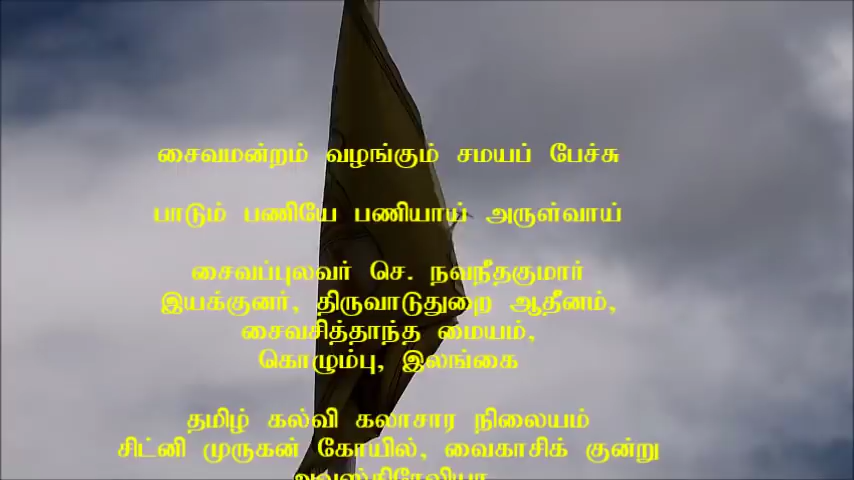 சைவமன்றம் வழங்கும் சமயப் பேச்சு
பாடும் பணியே பணியாய் அருள்வாய்
சைவப்புலவர் செ. நவநீதகுமார்
இயக்குனர், திருவாடுதுறை ஆதீனம்,
சைவசித்தாந்த மையம்,
கொழும்பு, இலங்கை
தமிழ் கல்வி கலாசார நிலையம்
சிட்னி முருகன் கோயில், வைகாசிக் குன்று